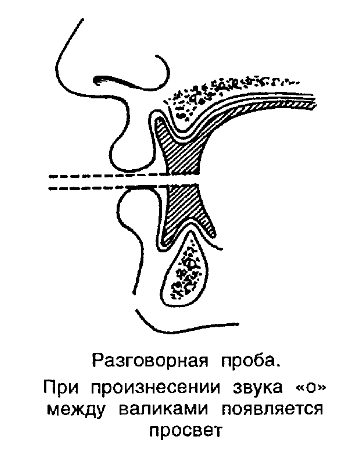 Разговорная проба.
При произнесении звука «о»
между валиками появляется
просвет